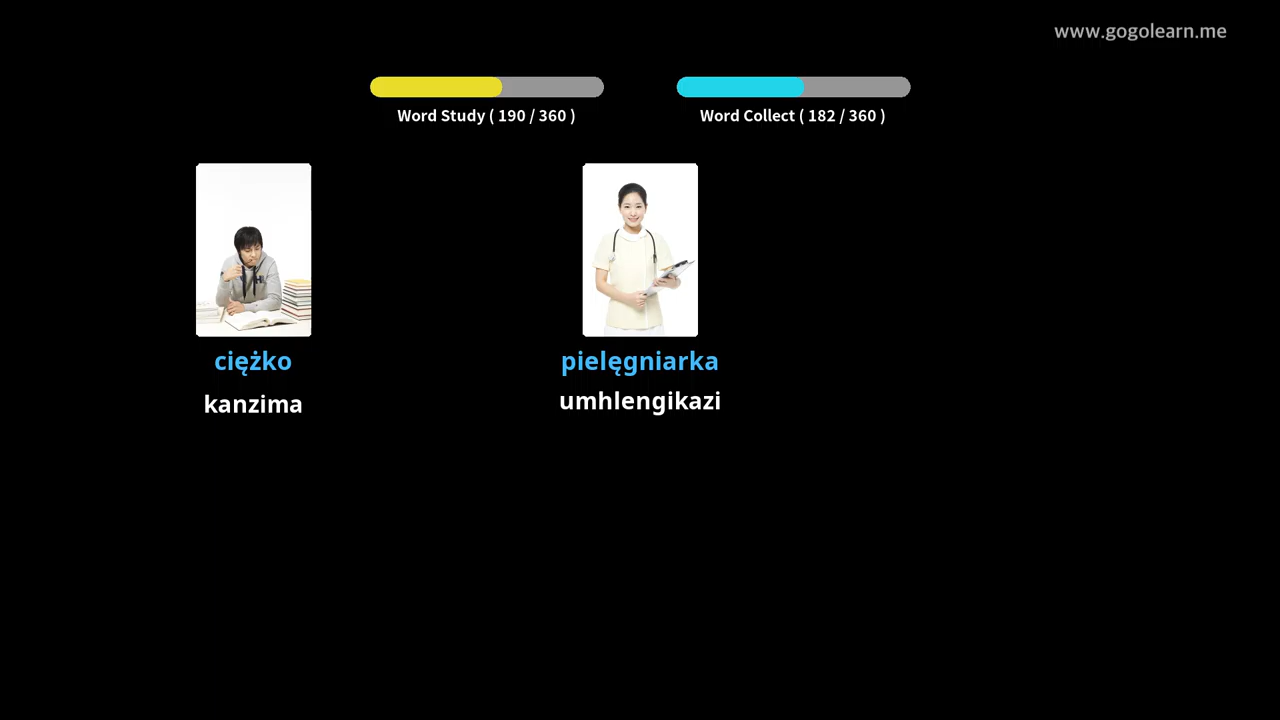 www.gogolearn.me
Word Study ( 190 / 360 )
Word Collect ( 182 / 360 )
ciężko
kanzima
pielęgniarka
umhlengikazi